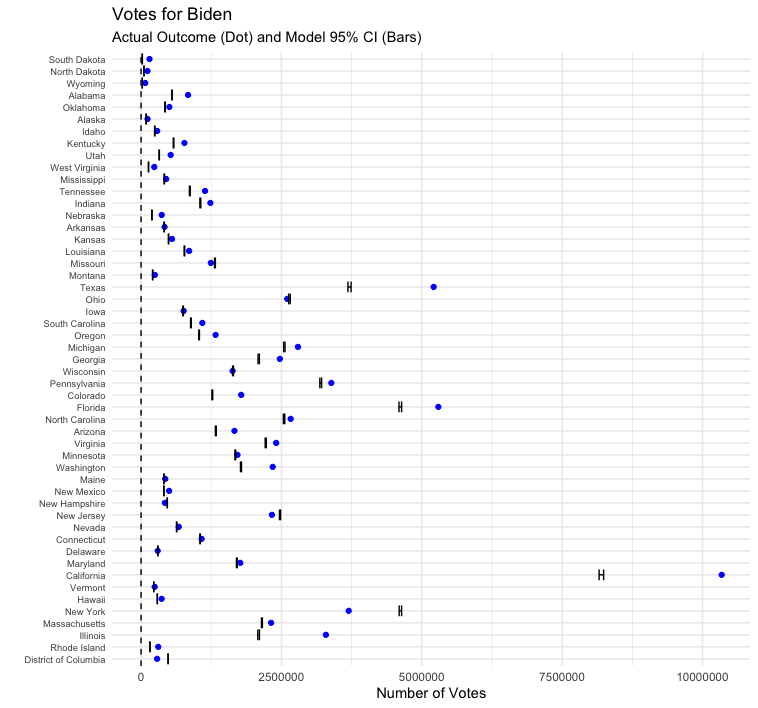 Votes for Biden
Actual Outcome (Dot) and Model 95% CI (Bars)
South Dakota
North Dakota
Wyoming
Alabama
Oklahoma
Alaska
Idaho
Kentucky
Utah
West Virginia
Mississippi
Tennessee
Indiana
Nebraska
Arkansas
Kansas
Louisiana
Missouri
Montana
Texas
Ohio
Iowa
South Carolina
Oregon
Michigan
Georgia
Wisconsin
Pennsylvania
Colorado
Florida
North Carolina
Arizona
Virginia
Minnesota
Washington
Maine
New Mexico
New Hampshire
New Jersey
Nevada
Connecticut
Delaware
Maryland
California
Vermont
Hawaii
New York
Massachusetts
Illinois
Rhode Island
District of Columbia
0 2500000 5000000 7500000 10000000
Number of Votes